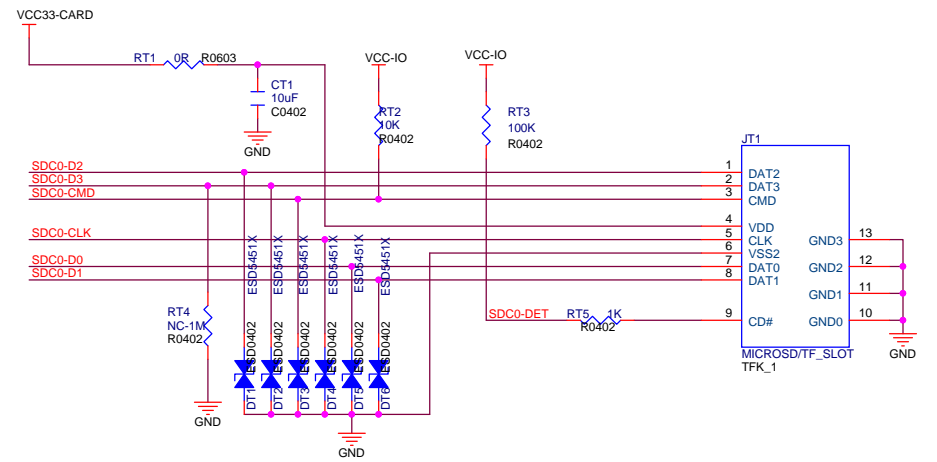 VCC33-CARD
RT1 0R R0603
CT1
10uF
C0402
GND
VCC-IO
RT2
10K
R0402
VCC-IO
RT3
100K
R0402
SDC0-D2
SDC0-D3
SDC0-CMD
SDC0-CLK
SDC0-D0
SDC0-D1
RT4
NC-1M
R0402
GND
ESD5451X
ESD5451X
ESD5451X
ESD5451X
ESD5451X
ESD5451X
ESD0402
ESD0402
ESD0402
ESD0402
ESD0402
ESD0402
DT1
DT2
DT3
DT4
DT5
DT6
GND
SDC0-DET
RT5 1K
R0402
JT1
1 DAT2
2 DAT3
3 CMD
4 VDD
5 CLK
6 VSS2
7 DAT0
8 DAT1
9 CD#
GND3 13
GND2 12
GND1 11
GND0 10
MICROSD/TF_SLOT
TFK_1
GND